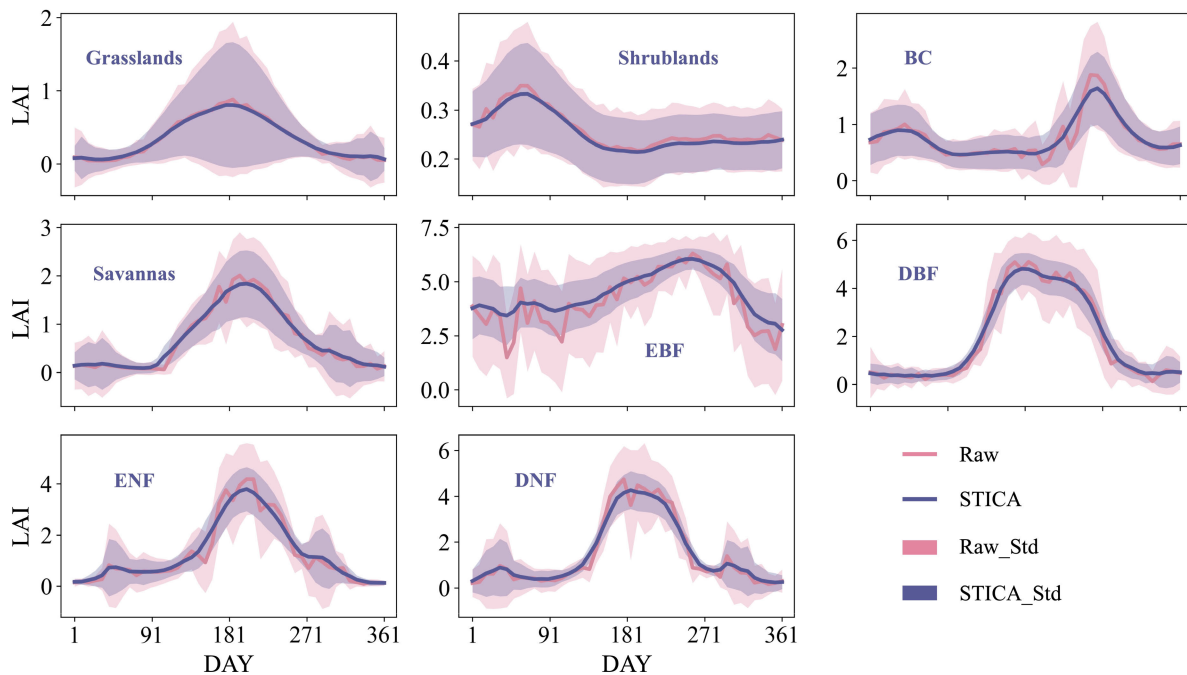 2
1
0
LAI
Grasslands
0.4
0.3
0.2
Shrublands
2
1
0
BC
3
2
1
0
LAI
Savannas
7.5
5.0
2.5
0.0
EBF
6
4
2
0
DBF
4
2
0
LAI
ENF
1 91 181 271 361
DAY
6
4
2
0
DNF
1 91 181 271 361
DAY
Raw
STICA
Raw_Std
STICA_Std